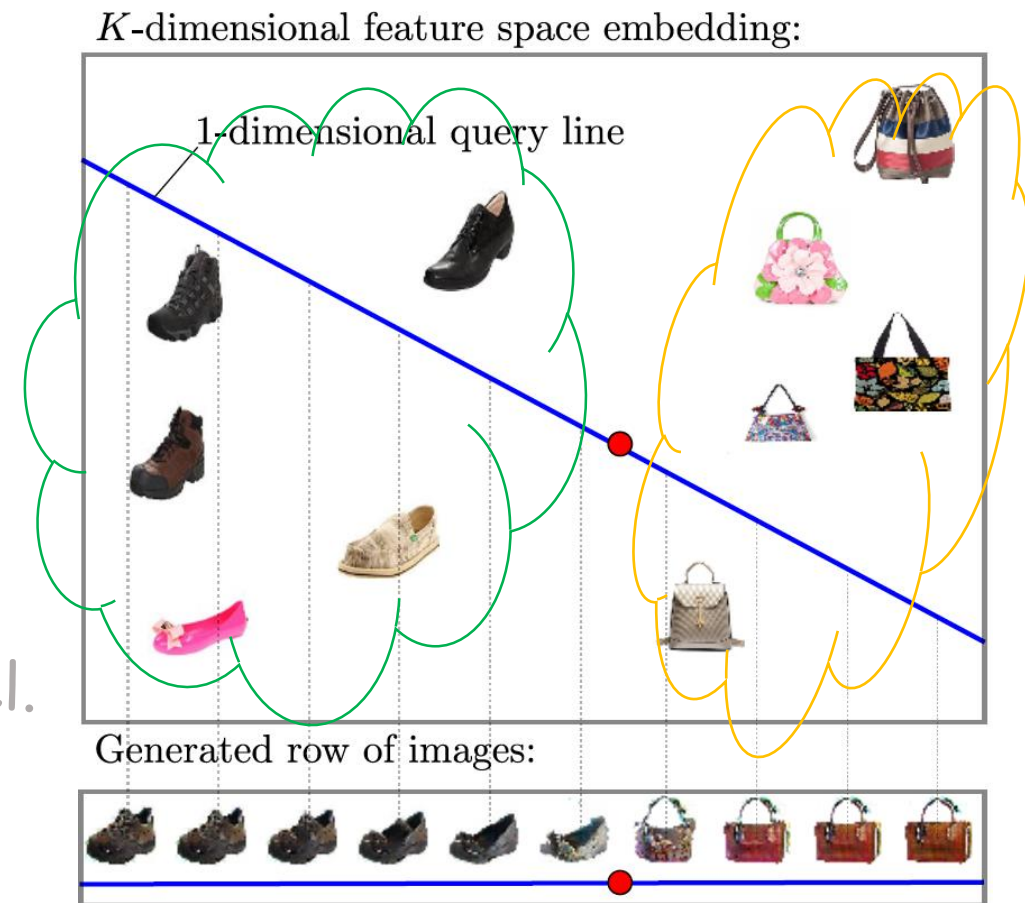 K-dimensional feature space embedding:
1-dimensional query line
l.
Generated row of images: